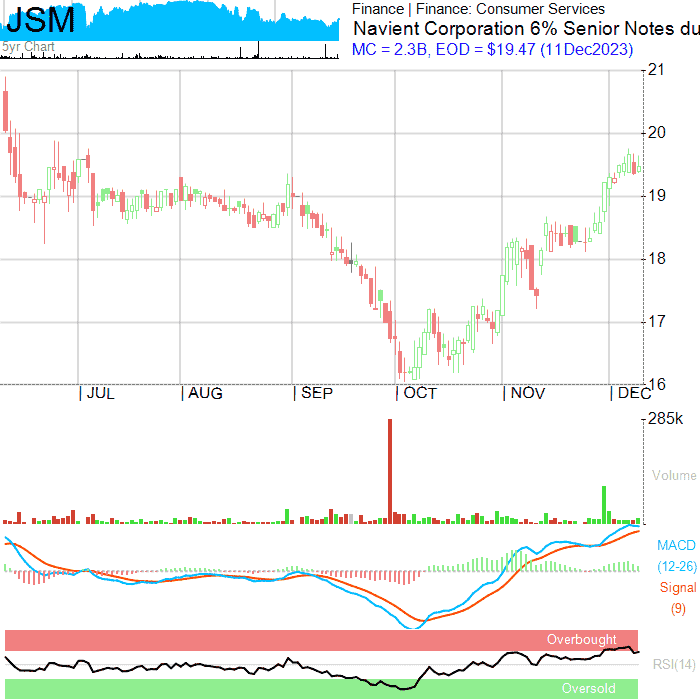 JSM
5yr Chart
Finance | Finance: Consumer Services
Navient Corporation 6% Senior Notes du
MC = 2.3B, EOD = $19.47 (11Dec2023)
21
20
19
18
17
16
| JUL | AUG | SEP | OCT | NOV | DEC
285k
Volume
MACD
(12-26)
Signal
(9)
Overbought
RSI(14)
Oversold